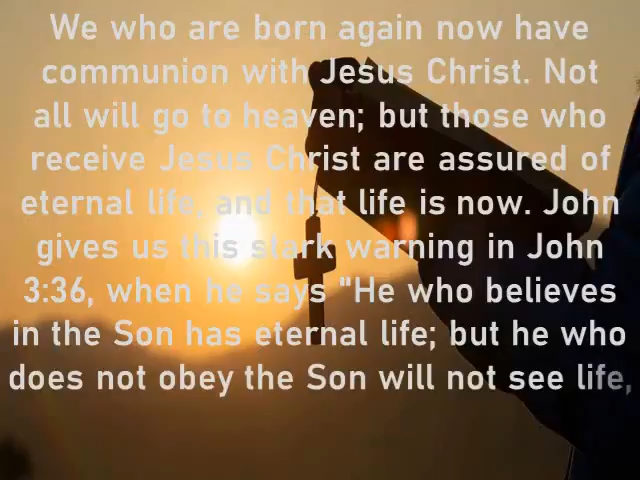 We who are born again now have
communion with Jesus Christ. Not
all will go to heaven; but those who
receive Jesus Christ are assured of
eternal life, and that life is now. John
gives us this stark warning in John
3:36, when he says "He who believes
in the Son has eternal life; but he who
does not obey the Son will not see life,